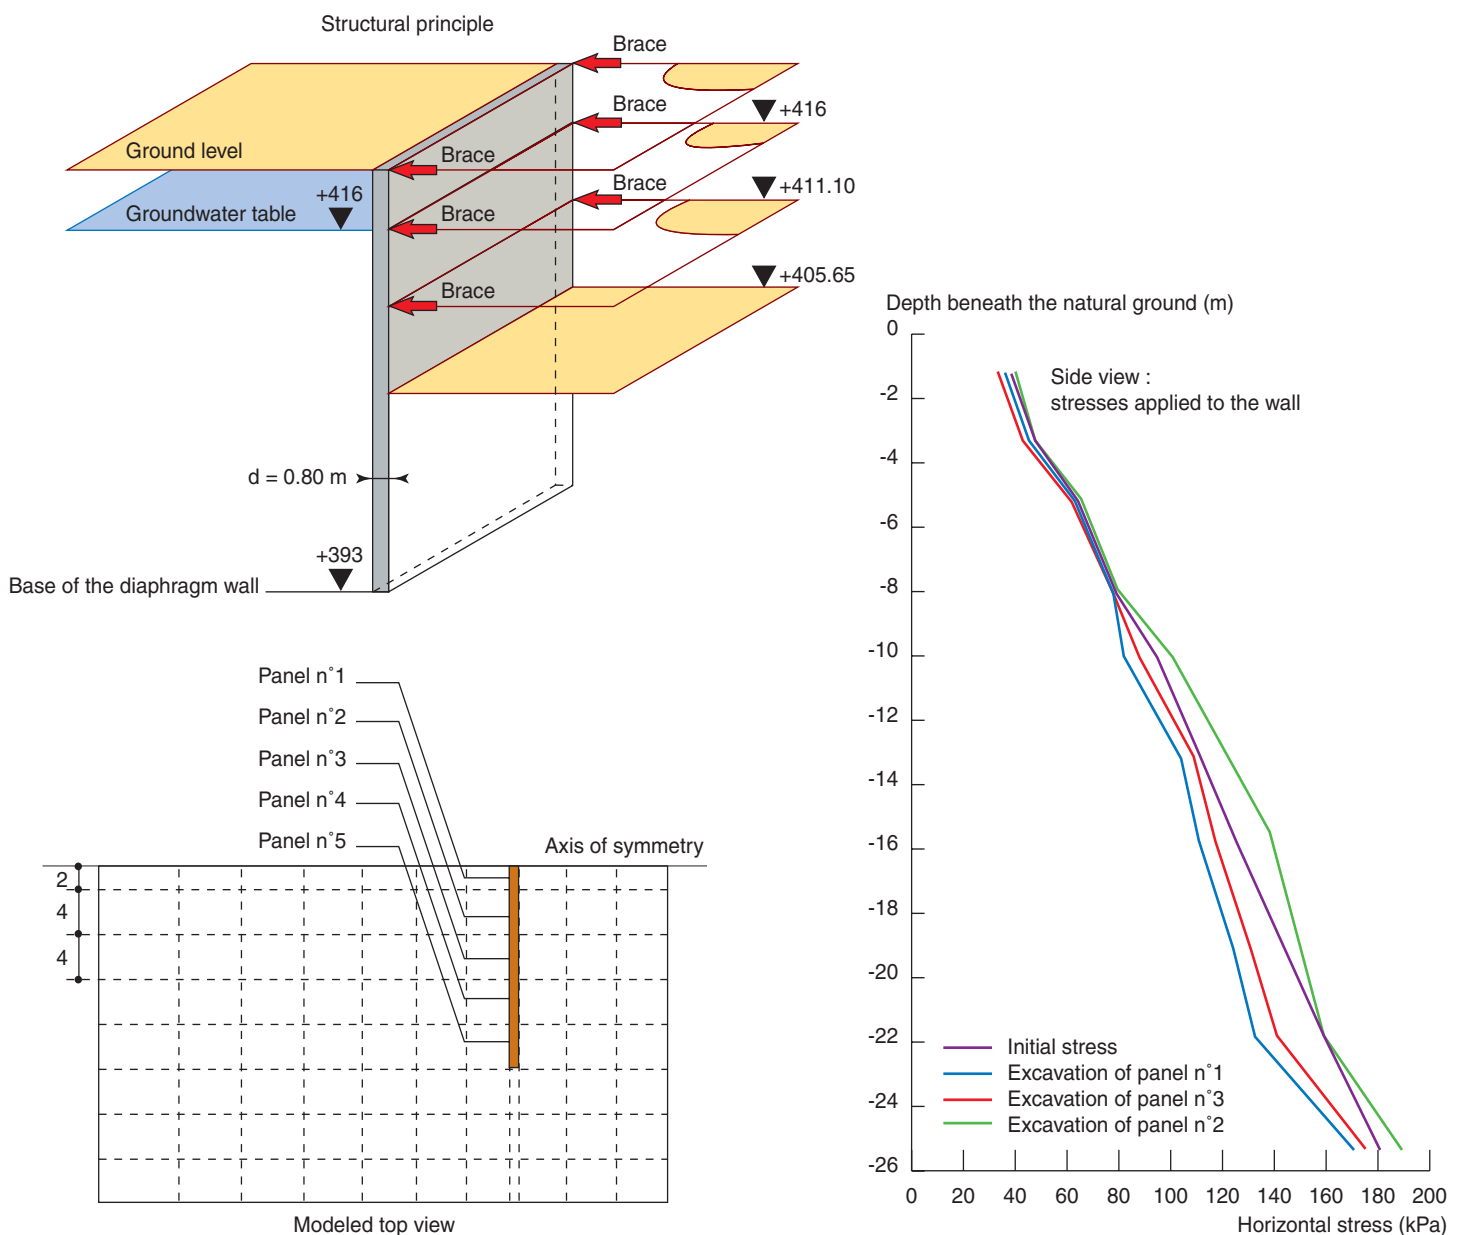 Structural principle
Brace
Brace
+416
Ground level
Brace
+416
Brace
+411.10
Groundwater table
Brace
Brace
+405.65
d = 0.80 m
+393
Base of the diaphragm wall
Panel n°1
Panel n°2
Panel n°3
Panel n°4
Panel n°5
Axis of symmetry
2
4
4
Modeled top view
Depth beneath the natural ground (m)
0
-2
-4
-6
-8
-10
-12
-14
-16
-18
-20
-22
-24
-26
Side view :
stresses applied to the wall
Initial stress
Excavation of panel n°1
Excavation of panel n°3
Excavation of panel n°2
0 20 40 60 80 100 120 140 160 180 200
Horizontal stress (kPa)